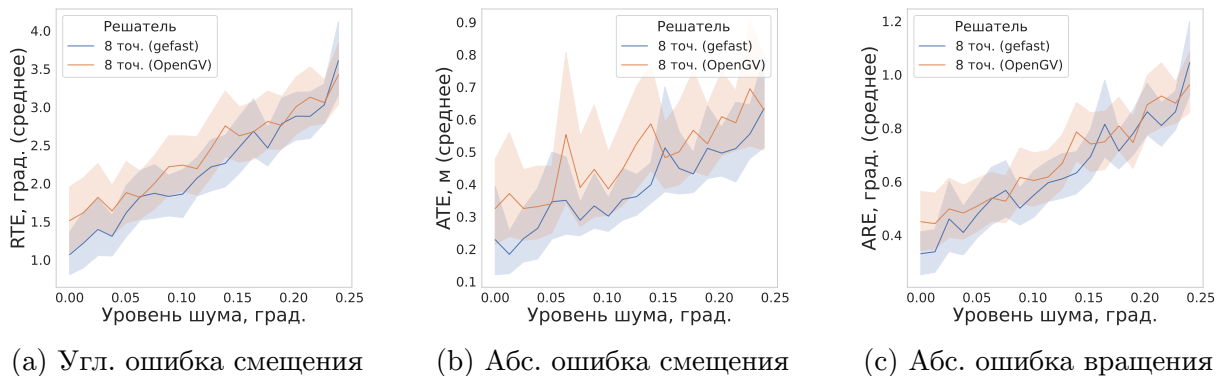 RTE, град. (среднее)
4.0
3.5
3.0
2.5
2.0
1.5
1.0
Решатель
8 точ. (gefast)
8 точ. (OpenGV)
0.00 0.05 0.10 0.15 0.20 0.25
Уровень шума, град.
(a) Угл. ошибка смещения
ATE, м (среднее)
0.9
0.8
0.7
0.6
0.5
0.4
0.3
0.2
0.1
Решатель
8 точ. (gefast)
8 точ. (OpenGV)
0.00 0.05 0.10 0.15 0.20 0.25
Уровень шума, град.
(b) Абс. ошибка смещения
ARE, град. (среднее)
1.2
1.0
0.8
0.6
0.4
Решатель
8 точ. (gefast)
8 точ. (OpenGV)
0.00 0.05 0.10 0.15 0.20 0.25
Уровень шума, град.
(c) Абс. ошибка вращения